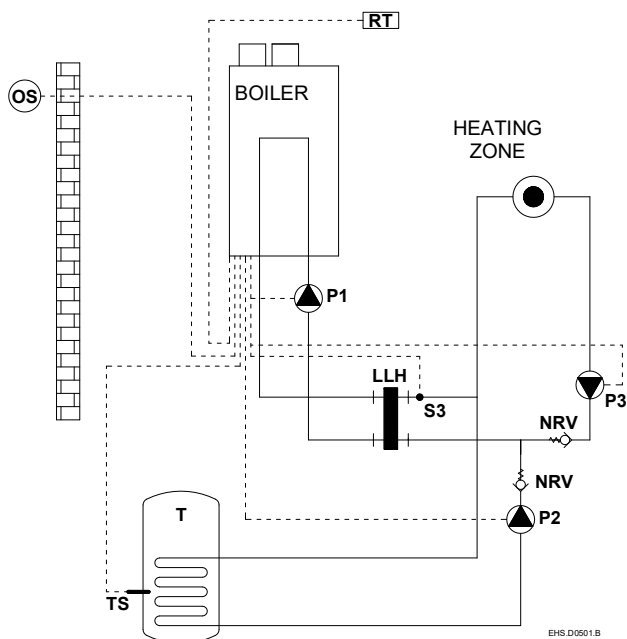 RT
OS
BOILER
HEATING
ZONE
P1
LLH
S3
P3
NRV
NRV
T
P2
TS
EHS.D0501.B